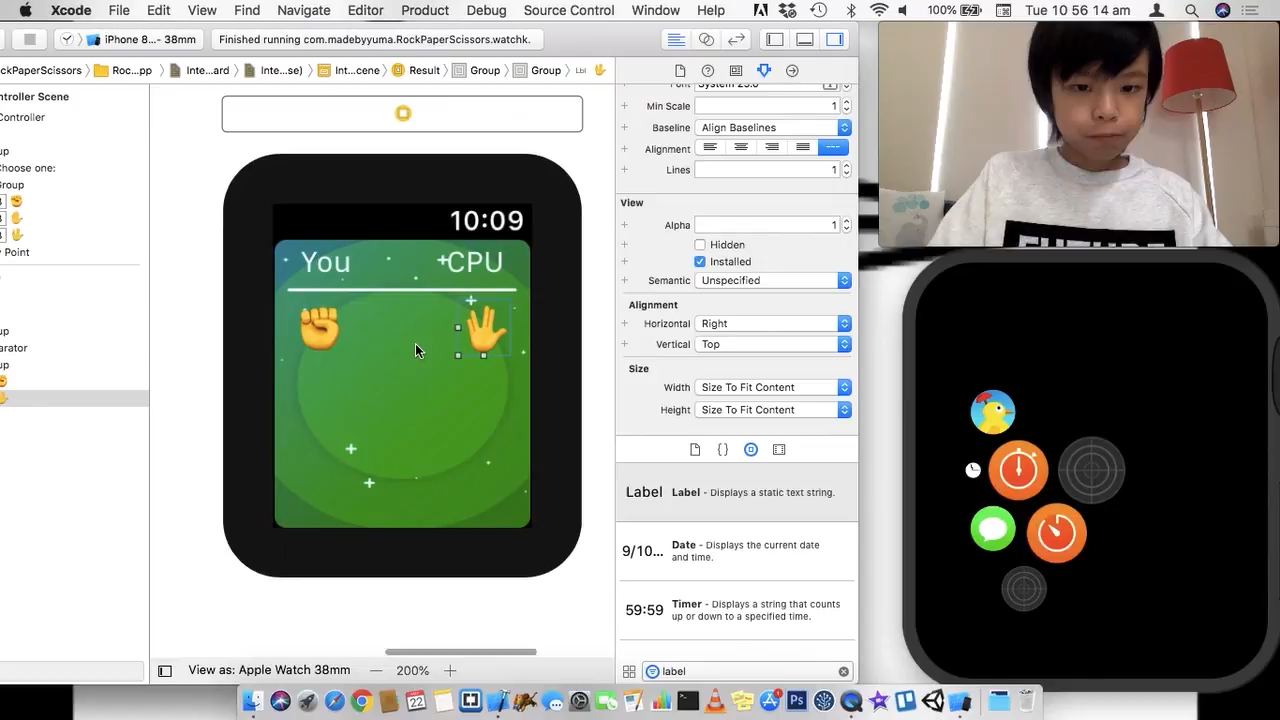 Xcode File Edit View Find Navigate Editor Product Debug Source Control Window Help 100% Tue 10 56 14 am
iPhone 8... - 38mm Finished running com.madebyyuma.RockPaperScissors.watchk.
ockPaperScissors Roc...pp Inte...ard Inte...se) Int...cene Result Group Group Lbl
ntroller Scene
Controller
up
Choose one:
Group
y Point
up
arator
up
10:09
You CPU
Min Scale 1
Baseline Align Baselines
Alignment
Lines 1
View
Alpha 1
Hidden
Installed
Semantic Unspecified
Alignment
Horizontal Right
Vertical Top
Size
Width Size To Fit Content
Height Size To Fit Content
Label Label - Displays a static text string.
9/10... Date - Displays the current date
and time.
59:59 Timer - Displays a string that counts
up or down to a specified time.
View as: Apple Watch 38mm — 200% +
label
22